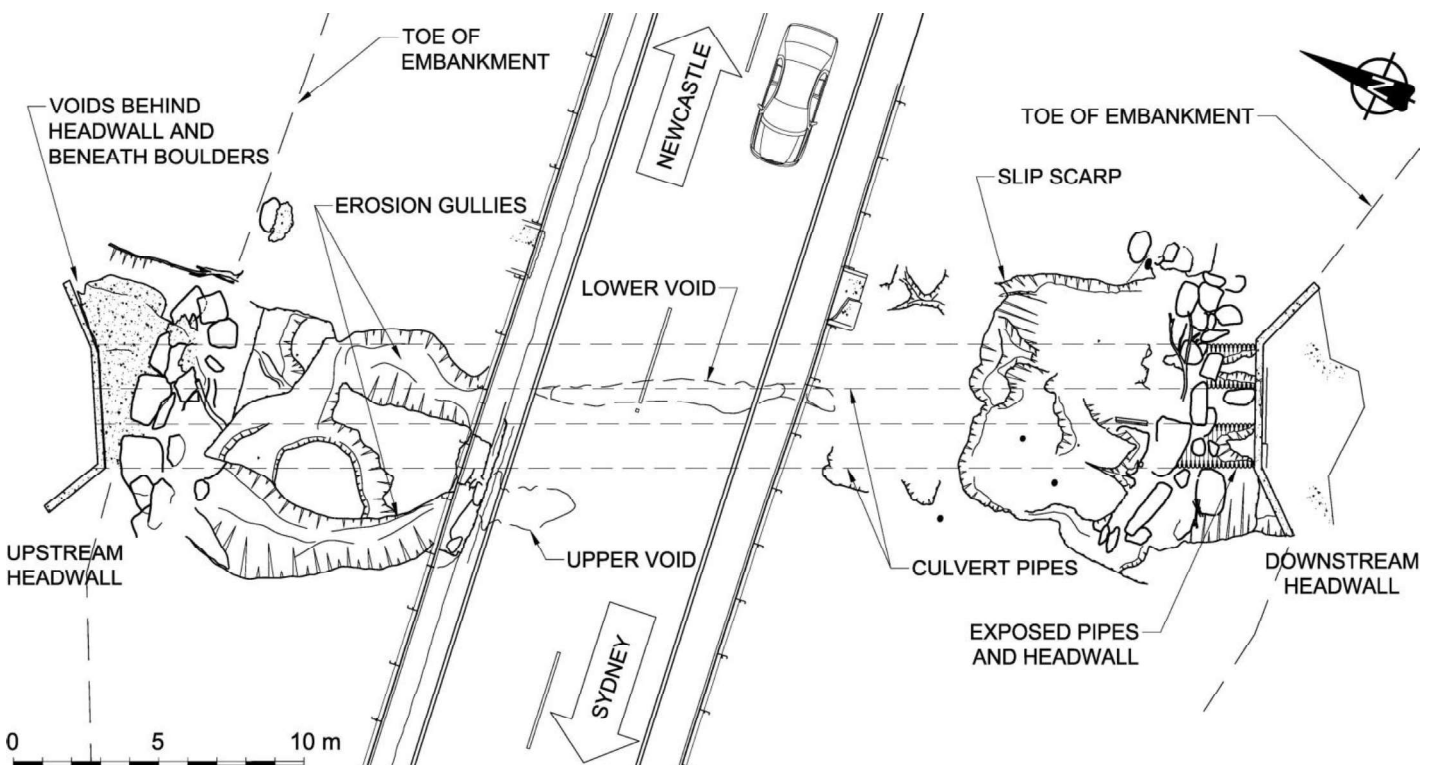 TOE OF
EMBANKMENT
VOIDS BEHIND
HEADWALL AND
BENEATH BOULDERS
NEWCASTLE
N
TOE OF EMBANKMENT
SLIP SCARP
EROSION GULLIES
LOWER VOID
UPSTREAM
HEADWALL
UPPER VOID
CULVERT PIPES
DOWNSTREAM
HEADWALL
EXPOSED PIPES
AND HEADWALL
SYDNEY
0 5 10 m